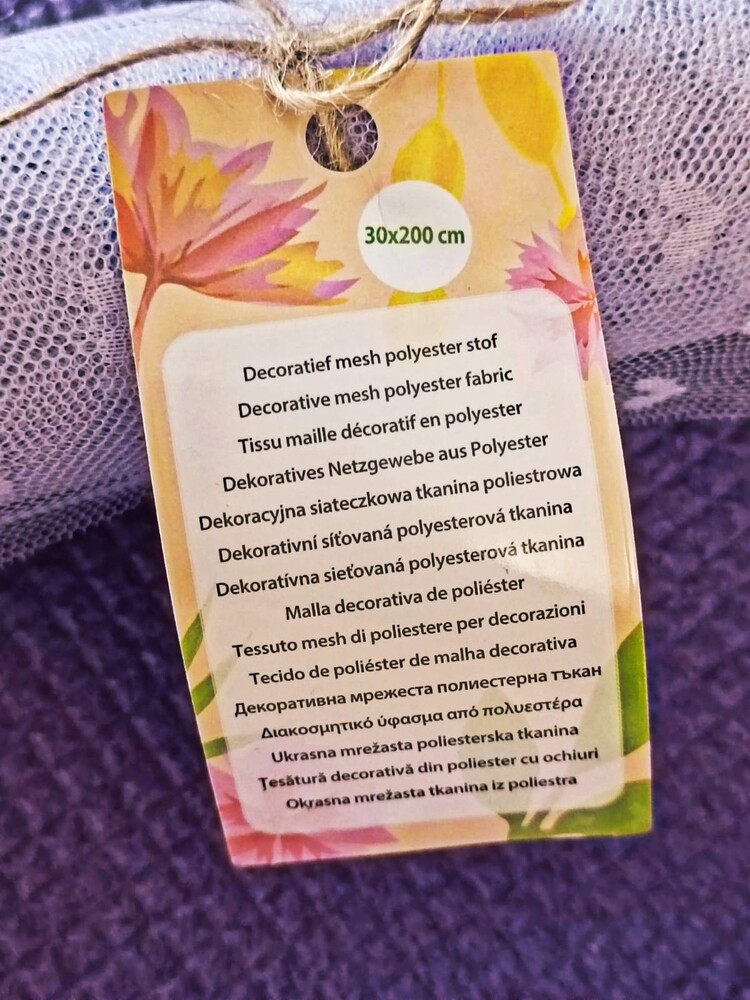 30x200 cm
Decoratief mesh polyester stof
Decorative mesh polyester fabric
Tissu maille décoratif en polyester
Dekoratives Netzgewebe aus Polyester
Dekoracyjna siateczkowa tkanina poliestrowa
Dekorativní síťovaná polyesterová tkanina
Dekoratívna sieťovaná polyesterová tkanina
Malla decorativa de poliéster
Tessuto mesh di poliestere per decorazioni
Tecido de poliéster de malha decorativa
Декоративна мрежеста полиестерна тъкан
Διακοσμητικό ύφασμα από πολυεστέρα
Ukrasna mrežasta poliesterska tkanina
Țesătură decorativă din poliester cu ochiuri
Okrasna mrežasta tkanina iz poliestra